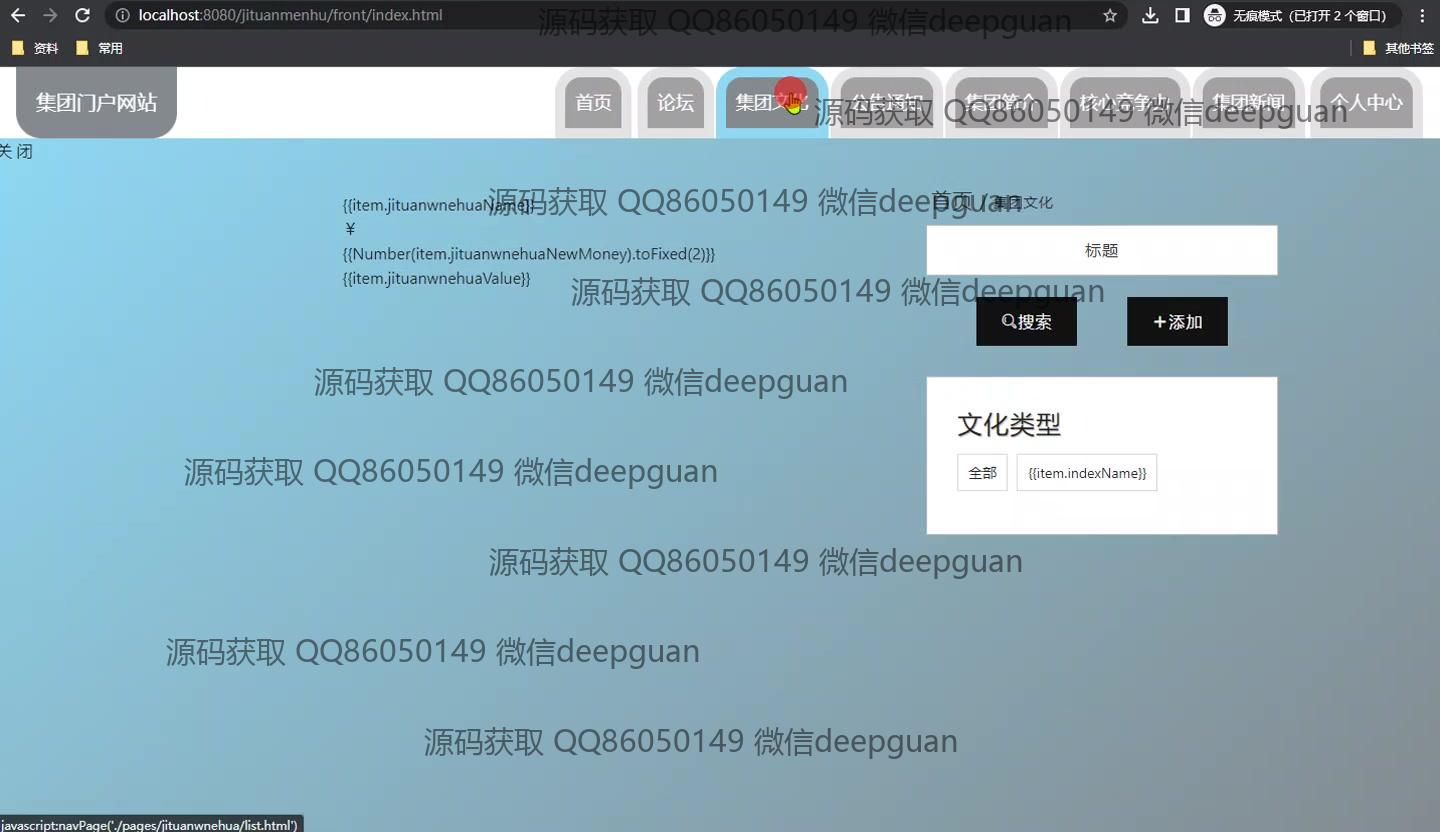 localhost:8080/jituanmenhu/front/index.html
无痕模式（已打开 2 个窗口）
资料
常用
其他书签
源码获取 QQ86050149 微信deepguan
集团门户网站
首页
论坛
集团文化
公告通知
集团简介
核心竞争力
集团新闻
个人中心
源码获取 QQ86050149 微信deepguan
关 闭
{{item.jituanwnehuaName}}
¥
{{Number(item.jituanwnehuaNewMoney).toFixed(2)}}
{{item.jituanwnehuaValue}}
源码获取 QQ86050149 微信deepguan
首页 / 集团文化
标题
源码获取 QQ86050149 微信deepguan
搜索
添加
源码获取 QQ86050149 微信deepguan
文化类型
全部
{{item.indexName}}
源码获取 QQ86050149 微信deepguan
源码获取 QQ86050149 微信deepguan
源码获取 QQ86050149 微信deepguan
源码获取 QQ86050149 微信deepguan
javascript:navPage('./pages/jituanwnehua/list.html')